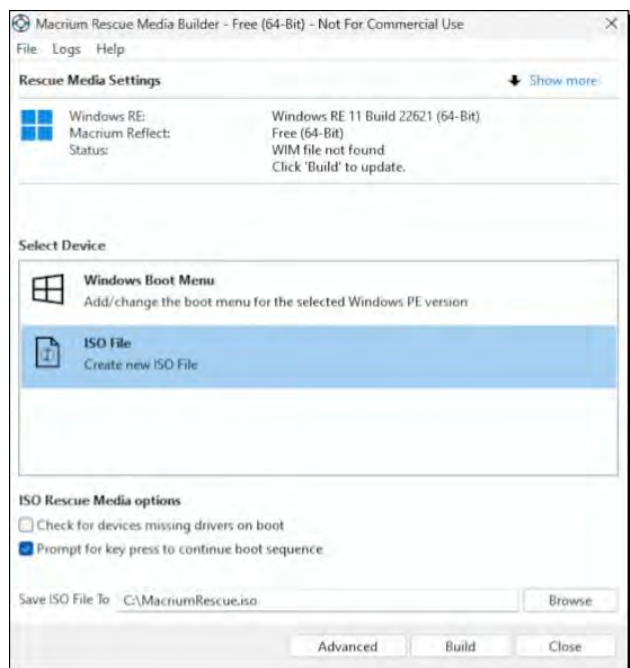 Macrium Rescue Media Builder - Free (64-Bit) - Not For Commercial Use
File Logs Help
Rescue Media Settings
Show more
Windows RE: Windows RE 11 Build 22621 (64-Bit)
Macrium Reflect: Free (64-Bit)
Status: WIM file not found
Click 'Build' to update.
Select Device
Windows Boot Menu
Add/change the boot menu for the selected Windows PE version
ISO File
Create new ISO File
ISO Rescue Media options
Check for devices missing drivers on boot
Prompt for key press to continue boot sequence
Save ISO File To C:\MacriumRescue.iso Browse
Advanced Build Close